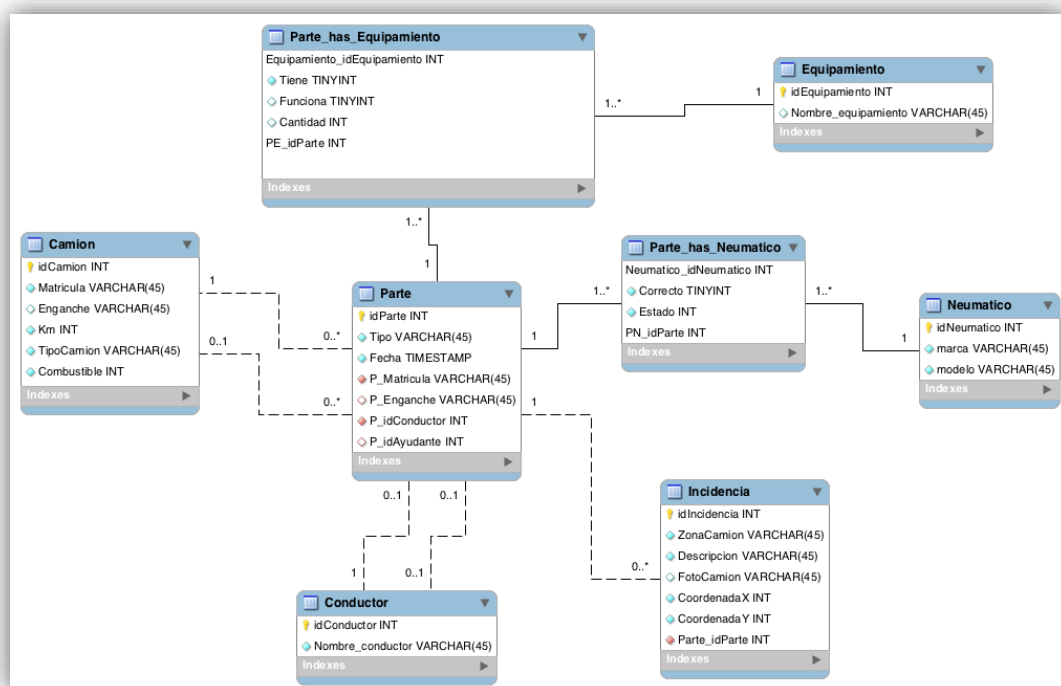 Parte_has_Equipamiento
Equipamiento_idEquipamiento INT
Tiene TINYINT
Funciona TINYINT
Cantidad INT
PE_idParte INT
Indexes
Equipamiento
idEquipamiento INT
Nombre_equipamiento VARCHAR(45)
Indexes
1..*
1
1..*
1
Camion
idCamion INT
Matricula VARCHAR(45)
Enganche VARCHAR(45)
Km INT
TipoCamion VARCHAR(45)
Combustible INT
Indexes
1
0..*
0..1
0..*
Parte
idParte INT
Tipo VARCHAR(45)
Fecha TIMESTAMP
P_Matricula VARCHAR(45)
P_Enganche VARCHAR(45)
P_idConductor INT
P_idAyudante INT
Indexes
1
1..*
Parte_has_Neumatico
Neumatico_idNeumatico INT
Correcto TINYINT
Estado INT
PN_idParte INT
Indexes
1..*
1
Neumatico
idNeumatico INT
marca VARCHAR(45)
modelo VARCHAR(45)
Indexes
1
0..*
Incidencia
idIncidencia INT
ZonaCamion VARCHAR(45)
Descripcion VARCHAR(45)
FotoCamion VARCHAR(45)
CoordenadaX INT
CoordenadaY INT
Parte_idParte INT
Indexes
0..1
0..1
1
0..1
Conductor
idConductor INT
Nombre_conductor VARCHAR(45)
Indexes